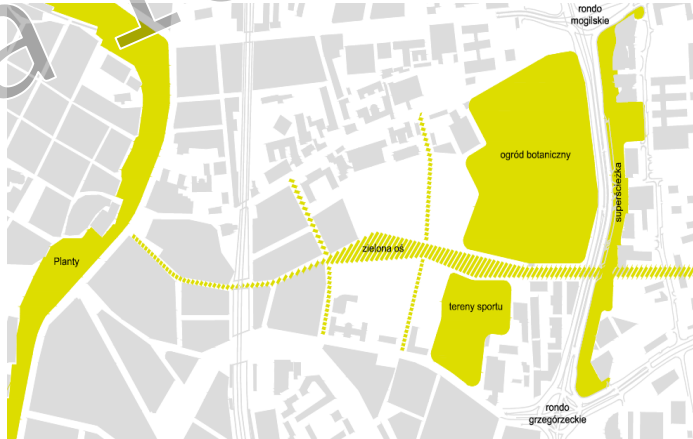 rondo
mogilskie
ogród botaniczny
superścieżka
zielona oś
Planty
tereny sportu
rondo
grzegórzeckie